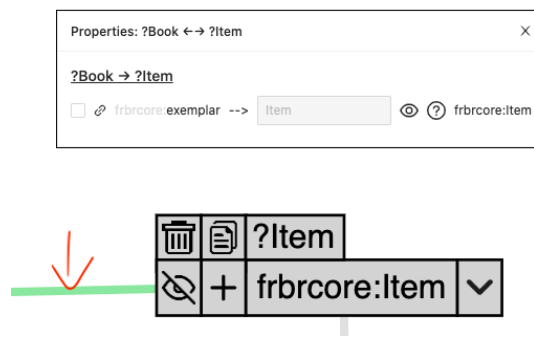 Properties: ?Book ←→ ?Item
?Book → ?Item
frbrcore:exemplar --> Item frbrcore:Item
?Item
frbrcore:Item